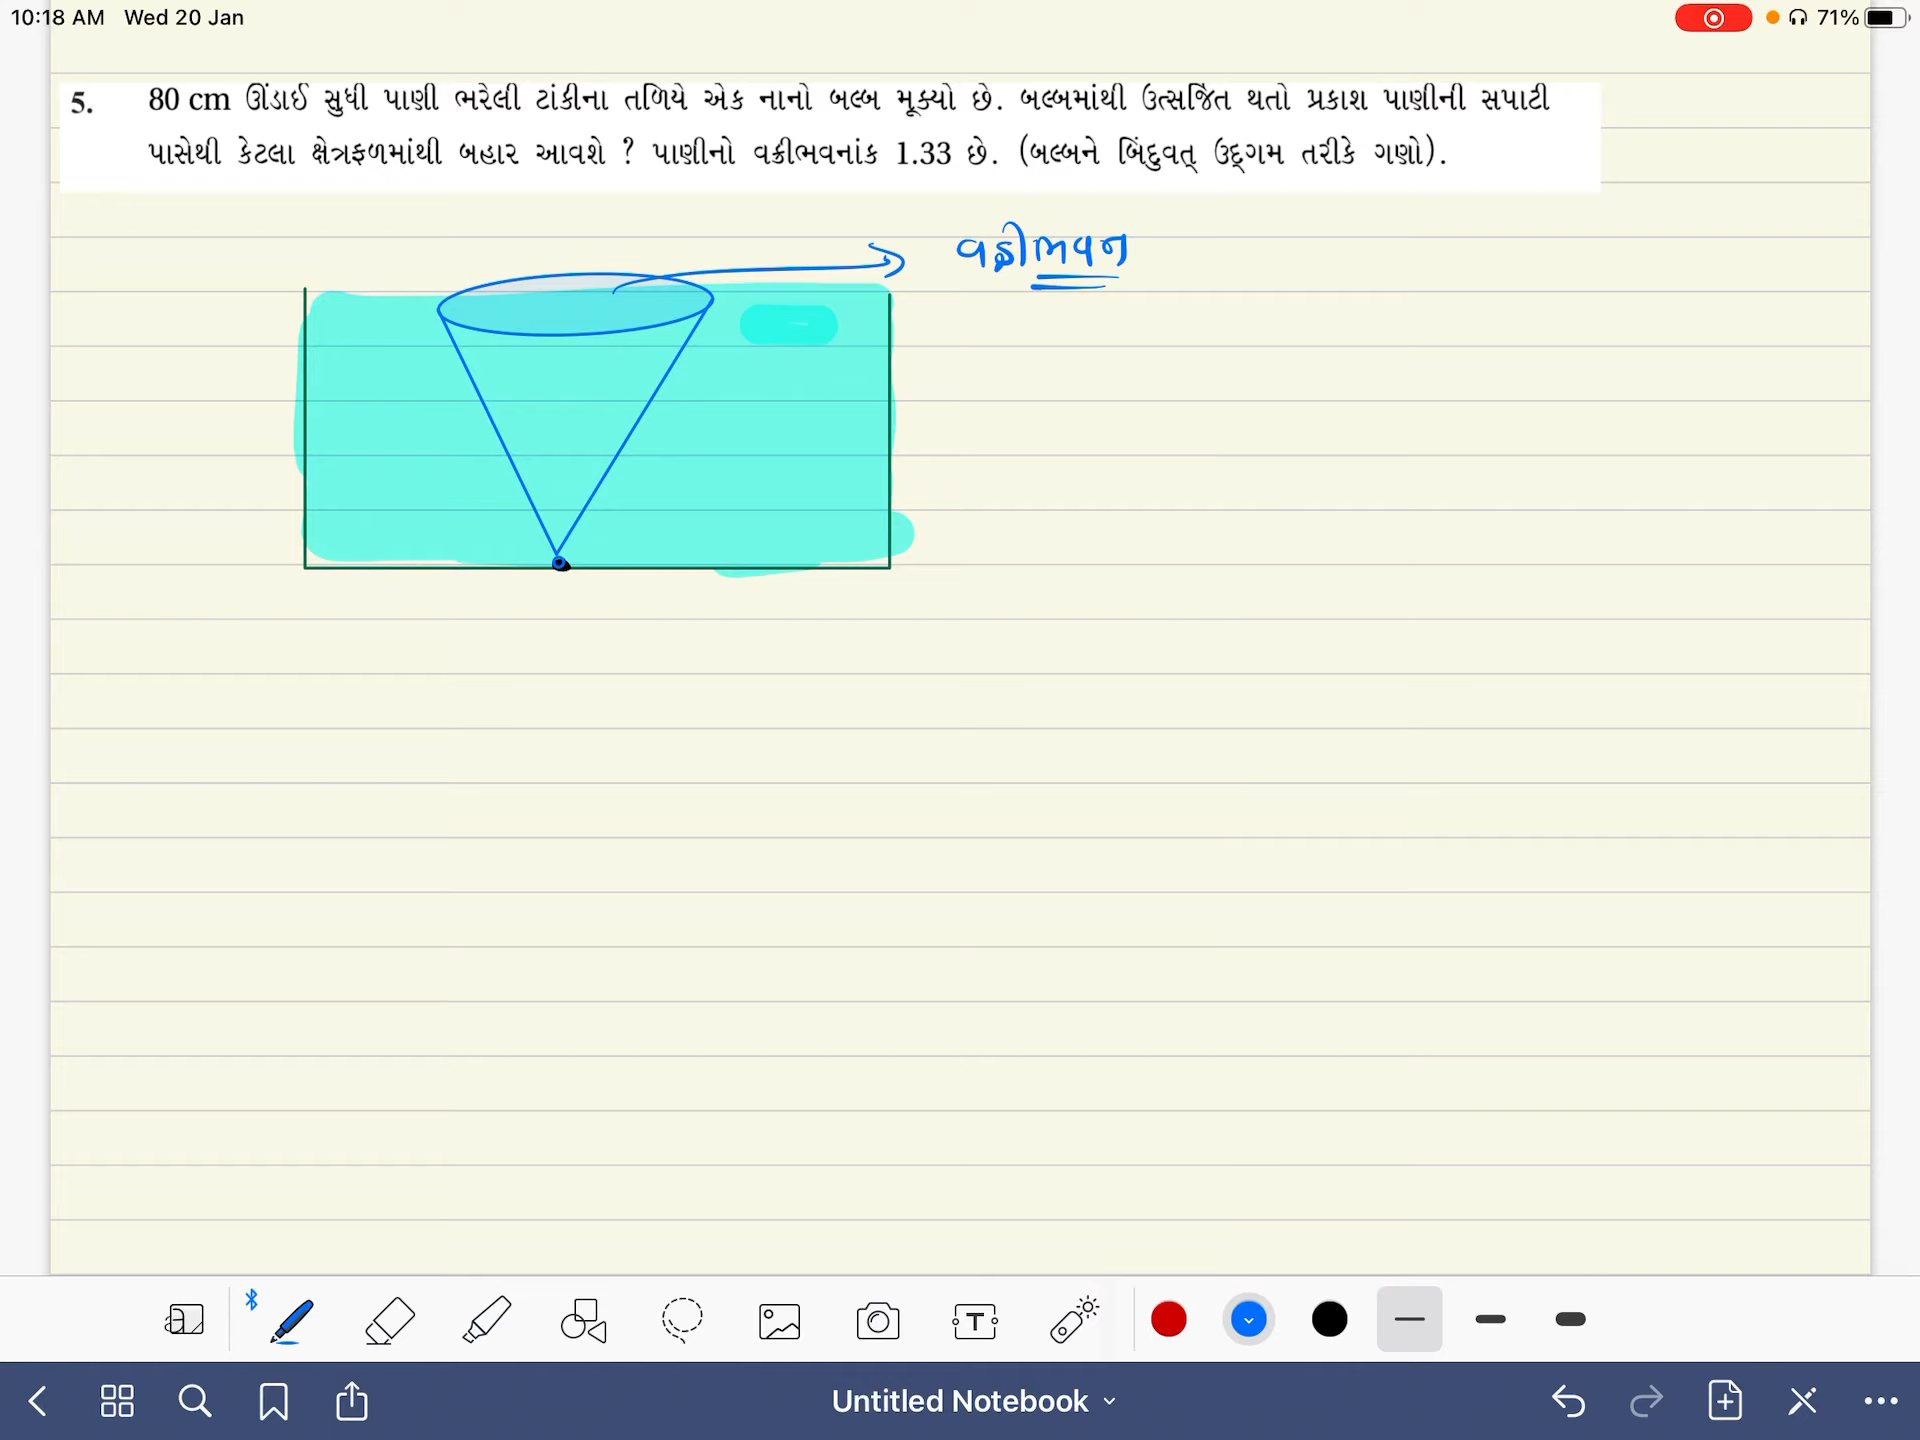 10:18 AM Wed 20 Jan
71%
5. 80 cm ઊંડાઈ સુધી પાણી ભરેલી ટાંકીના તળિયે એક નાનો બલ્બ મૂક્યો છે. બલ્બમાંથી ઉત્સર્જિત થતો પ્રકાશ પાણીની સપાટી
પાસેથી કેટલા ક્ષેત્રફળમાંથી બહાર આવશે ? પાણીનો વક્રીભવનાંક 1.33 છે. (બલ્બને બિંદુવત્ ઉદ્ગમ તરીકે ગણો).
વક્રીભવન
Untitled Notebook